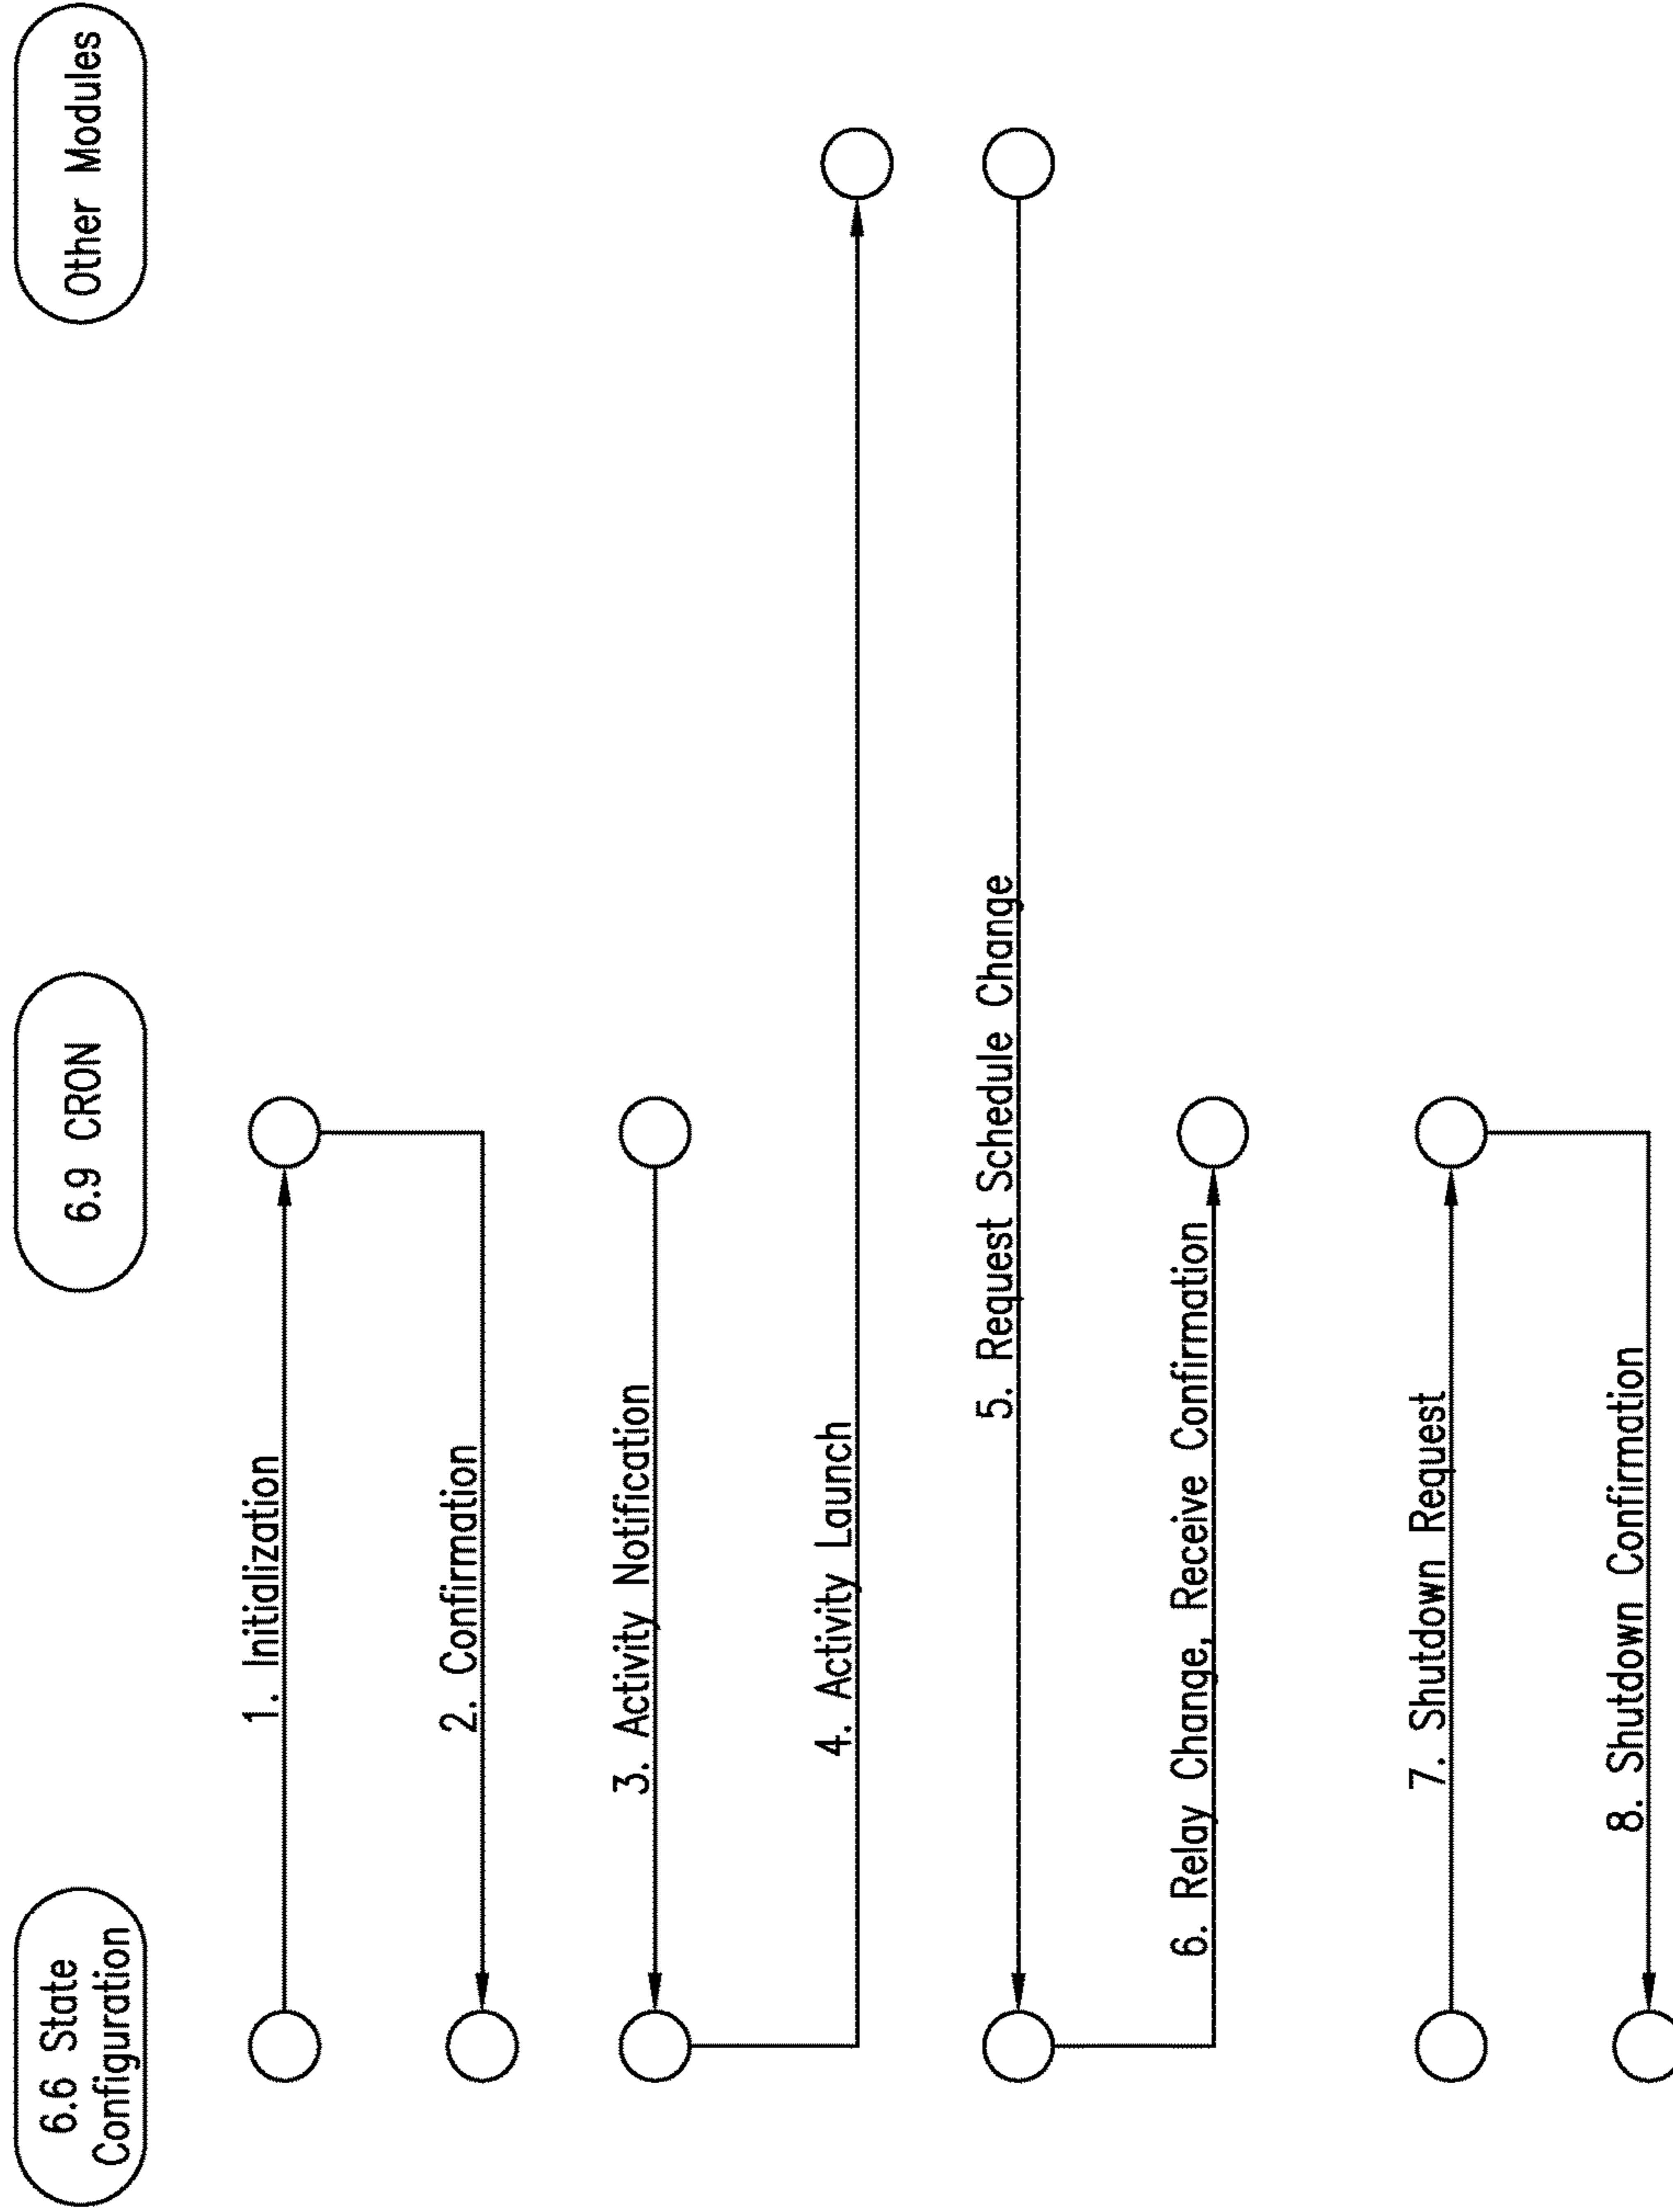 6.6 State
Configuration
6.9 CRON
Other Modules
1. Initialization
2. Confirmation
3. Activity Notification
4. Activity Launch
5. Request Schedule Change
6. Relay Change, Receive Confirmation
7. Shutdown Request
8. Shutdown Confirmation